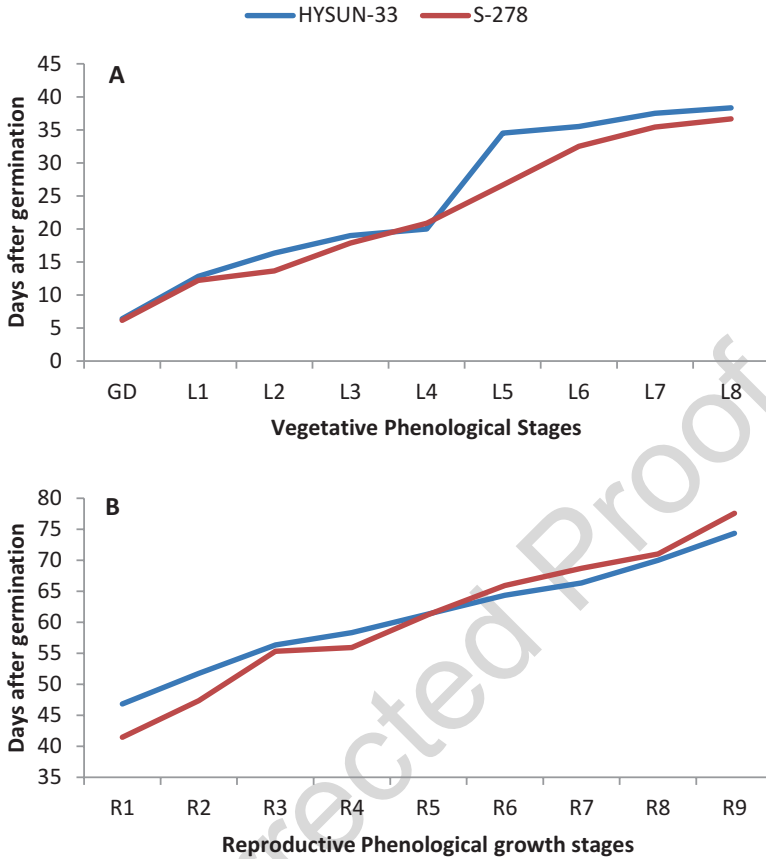 HYSUN-33 S-278
A
Days after germination
45
40
35
30
25
20
15
10
5
0
GD L1 L2 L3 L4 L5 L6 L7 L8
Vegetative Phenological Stages
B
Days after germination
80
75
70
65
60
55
50
45
40
35
R1 R2 R3 R4 R5 R6 R7 R8 R9
Reproductive Phenological growth stages
rected Proof